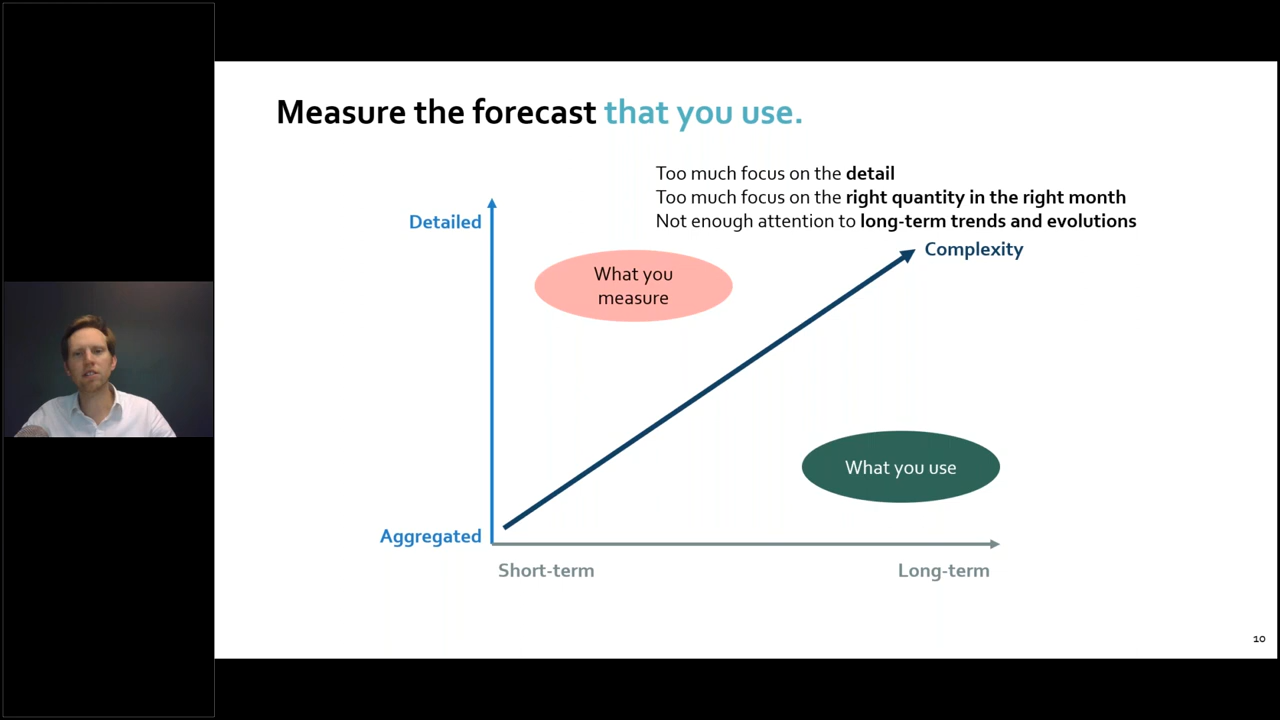 Measure the forecast that you use.
Too much focus on the detail
Too much focus on the right quantity in the right month
Not enough attention to long-term trends and evolutions
Detailed
Complexity
What you
measure
What you use
Aggregated
Short-term
Long-term
10